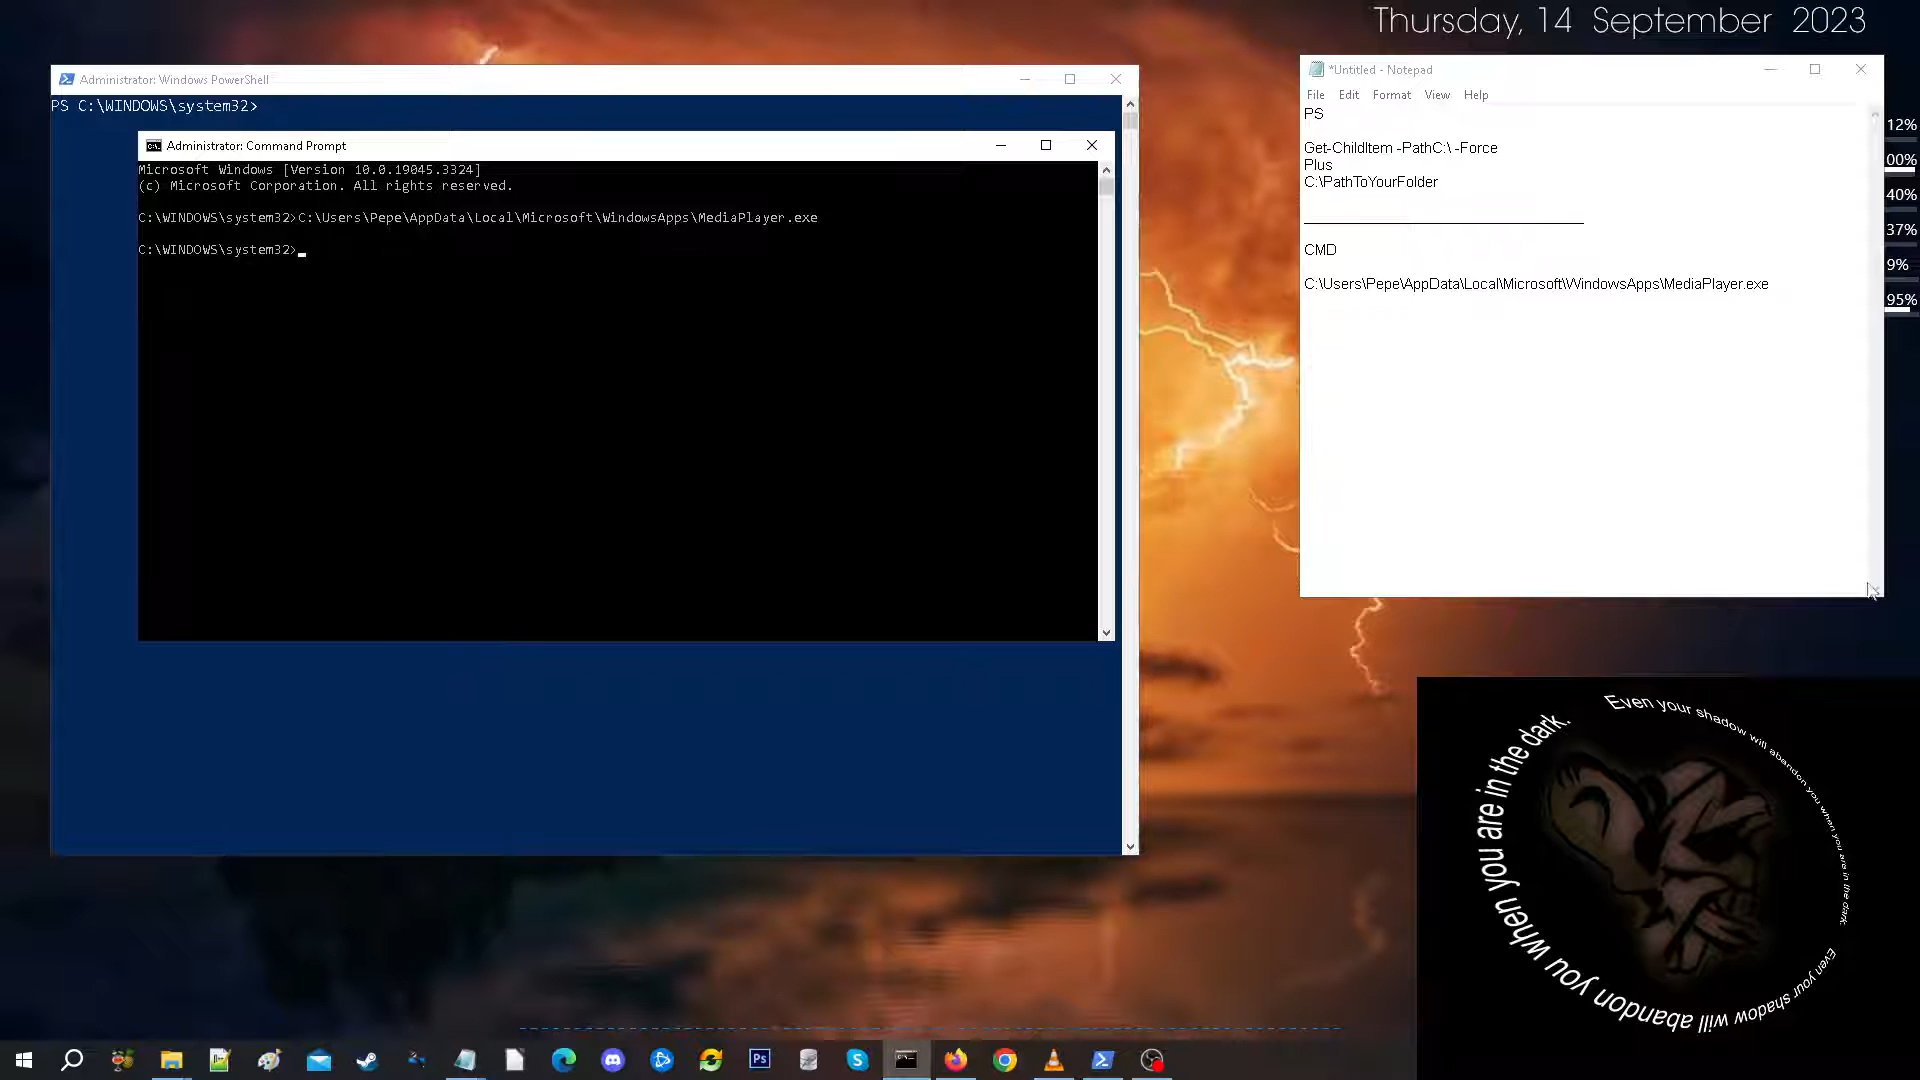 Thursday, 14 September 2023
Administrator: Windows PowerShell
PS C:\WINDOWS\system32>
Administrator: Command Prompt
Microsoft Windows [Version 10.0.19045.3324]
(c) Microsoft Corporation. All rights reserved.
C:\WINDOWS\system32>C:\Users\Pepe\AppData\Local\Microsoft\WindowsApps\MediaPlayer.exe
C:\WINDOWS\system32>
*Untitled - Notepad
File Edit Format View Help
PS
Get-ChildItem -PathC:\ -Force
Plus
C:\PathToYourFolder
CMD
C:\Users\Pepe\AppData\Local\Microsoft\WindowsApps\MediaPlayer.exe
12%
00%
40%
37%
9%
95%
Even your shadow will abandon you when you are in the dark.
Even your shadow will abandon you when you are in the dark.
Ps